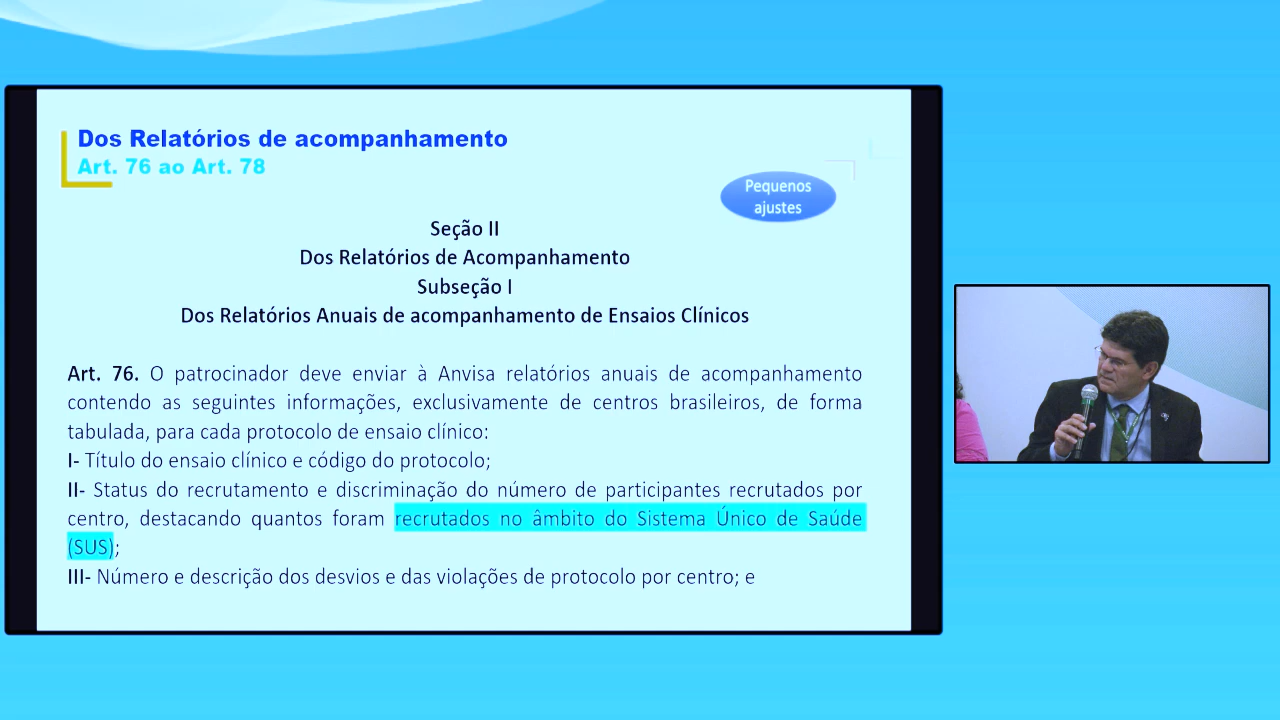 Dos Relatórios de acompanhamento
Art. 76 ao Art. 78
Pequenos
ajustes
Seção II
Dos Relatórios de Acompanhamento
Subseção I
Dos Relatórios Anuais de acompanhamento de Ensaios Clínicos
Art. 76. O patrocinador deve enviar à Anvisa relatórios anuais de acompanhamento
contendo as seguintes informações, exclusivamente de centros brasileiros, de forma
tabulada, para cada protocolo de ensaio clínico:
I- Título do ensaio clínico e código do protocolo;
II- Status do recrutamento e discriminação do número de participantes recrutados por
centro, destacando quantos foram recrutados no âmbito do Sistema Único de Saúde
(SUS);
III- Número e descrição dos desvios e das violações de protocolo por centro; e